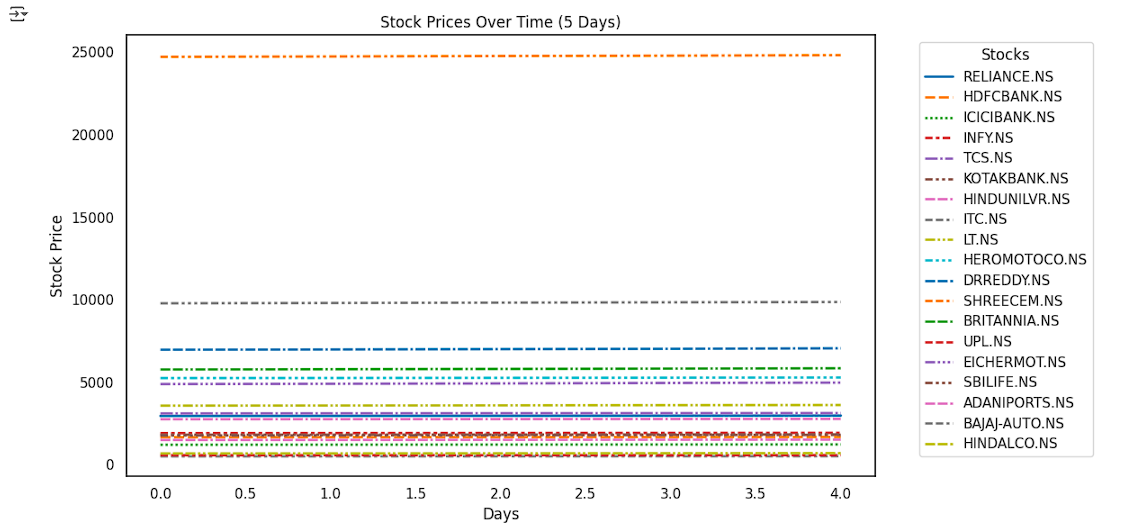 Stock Prices Over Time (5 Days)
25000
20000
15000
10000
5000
0
Stock Price
0.0 0.5 1.0 1.5 2.0 2.5 3.0 3.5 4.0
Days
Stocks
RELIANCE.NS
HDFCBANK.NS
ICICIBANK.NS
INFY.NS
TCS.NS
KOTAKBANK.NS
HINDUNILVR.NS
ITC.NS
LT.NS
HEROMOTOCO.NS
DRREDDY.NS
SHREECEM.NS
BRITANNIA.NS
UPL.NS
EICHERMOT.NS
SBILIFE.NS
ADANIPORTS.NS
BAJAJ-AUTO.NS
HINDALCO.NS